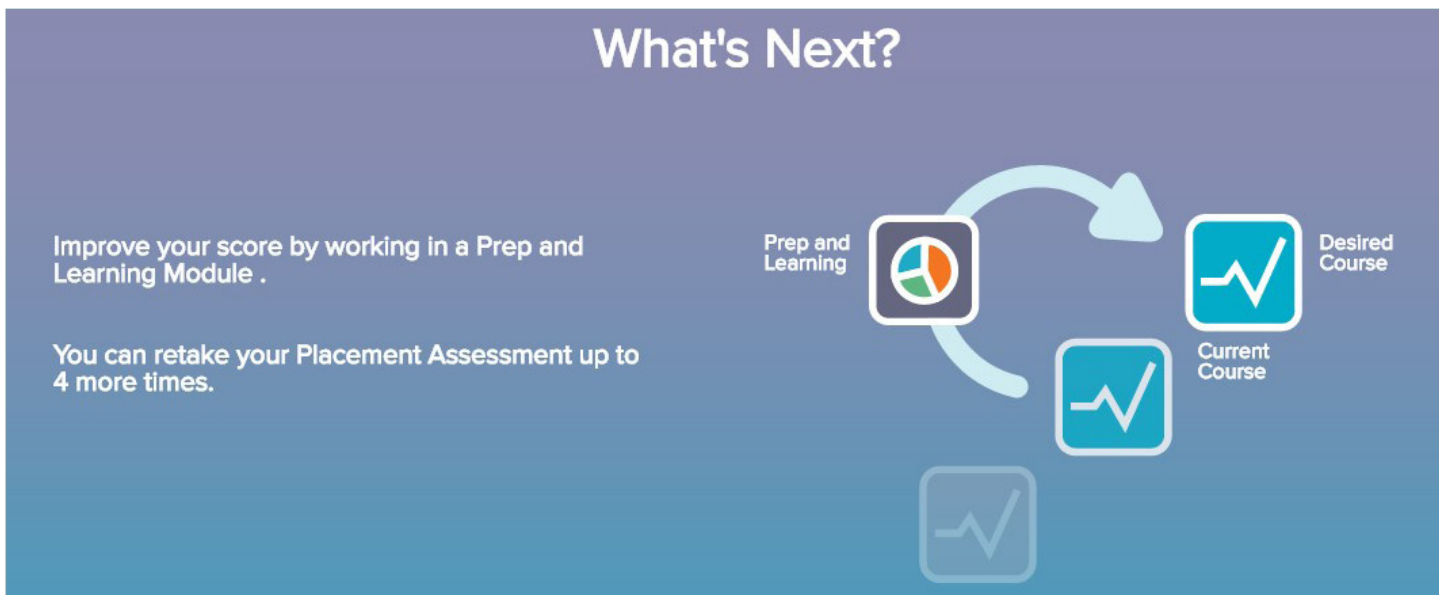 What's Next?
Improve your score by working in a Prep and
Learning Module .
You can retake your Placement Assessment up to
4 more times.
Prep and
Learning
Desired
Course
Current
Course